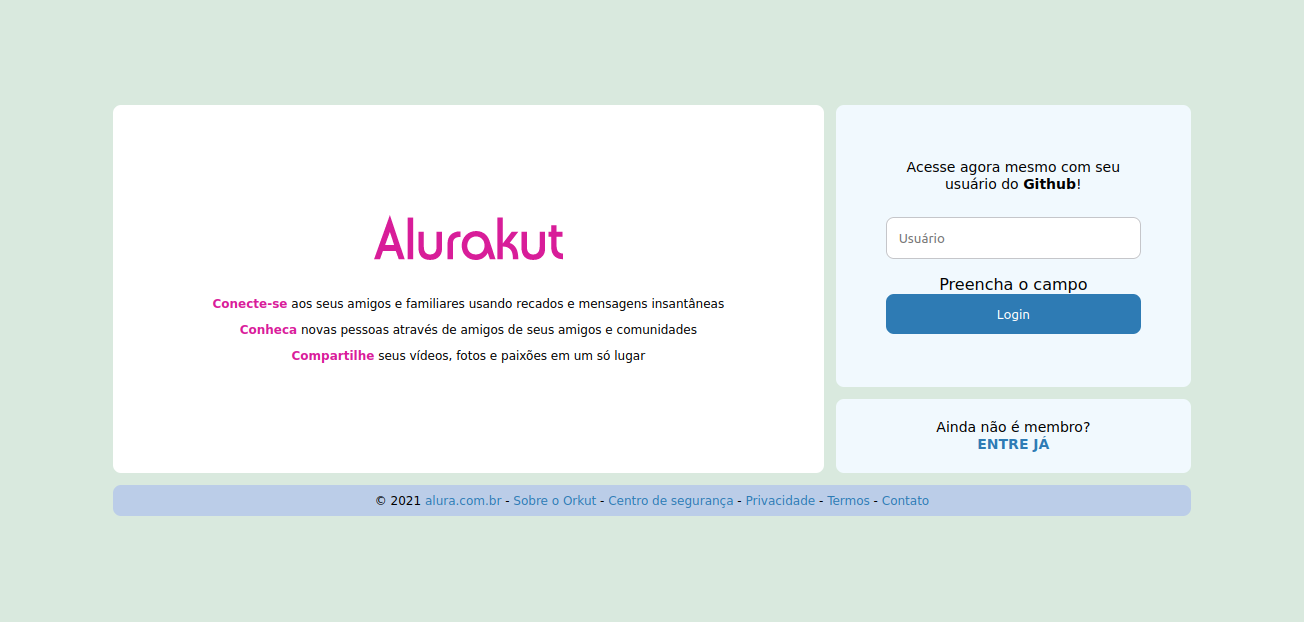 Alurakut
Conecte-se aos seus amigos e familiares usando recados e mensagens insantâneas
Conheca novas pessoas através de amigos de seus amigos e comunidades
Compartilhe seus vídeos, fotos e paixões em um só lugar
Acesse agora mesmo com seu
usuário do Github!
Usuário
Preencha o campo
Login
Ainda não é membro?
ENTRE JÁ
© 2021 alura.com.br - Sobre o Orkut - Centro de segurança - Privacidade - Termos - Contato